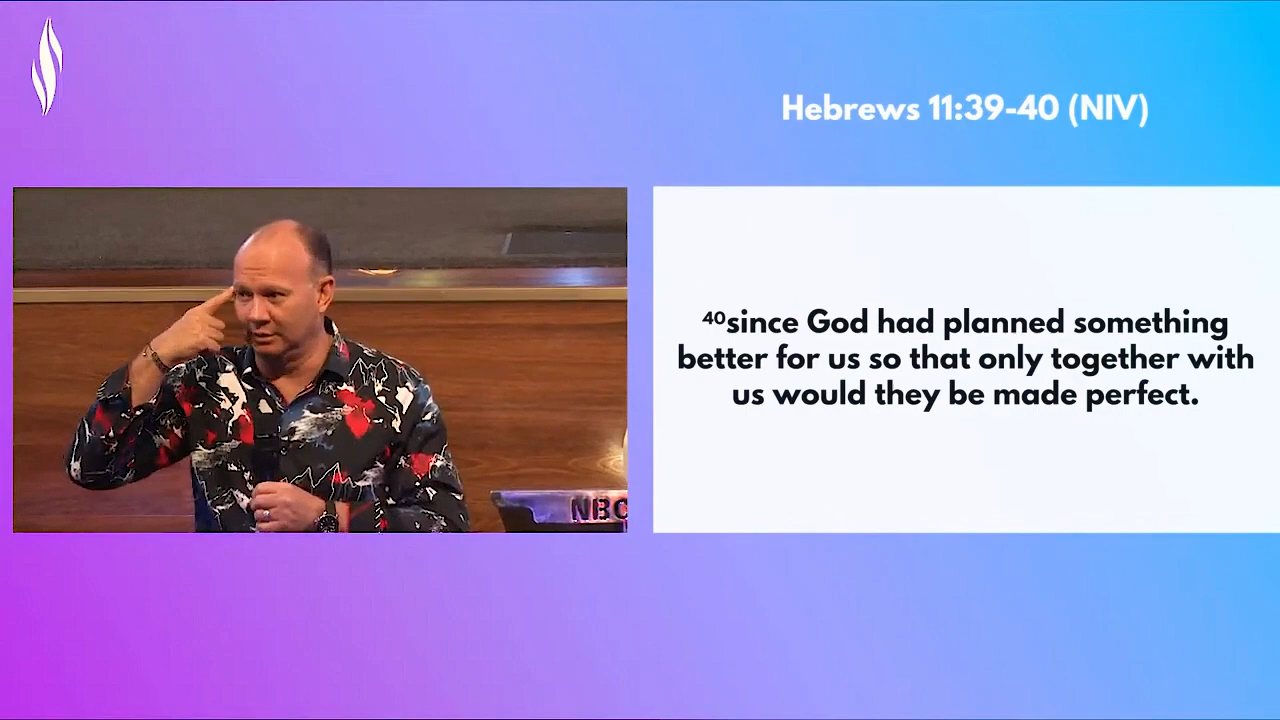 Hebrews 11:39-40 (NIV)
⁴⁰since God had planned something
better for us so that only together with
us would they be made perfect.
NBC